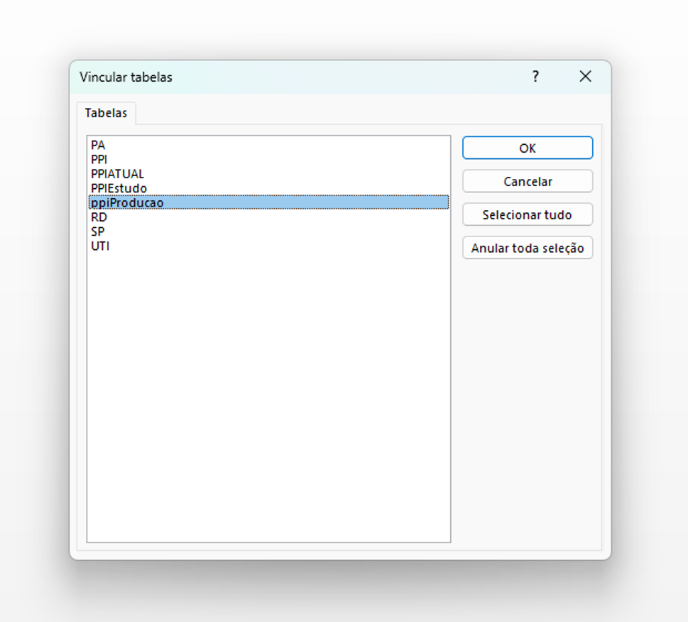 Vincular tabelas
?
Tabelas
PA
PPI
PPIATUAL
PPIEstudo
ppiProducao
RD
SP
UTI
OK
Cancelar
Selecionar tudo
Anular toda seleção